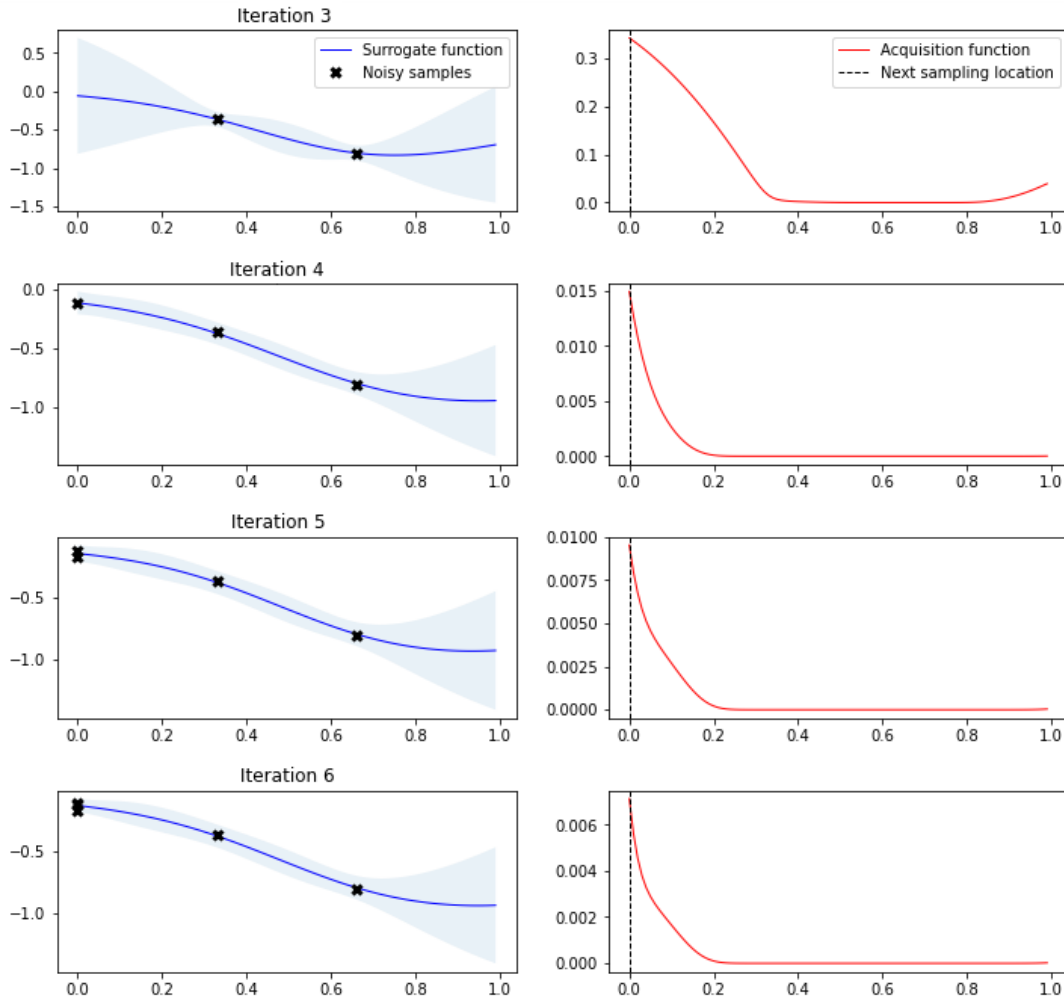 Iteration 3
0.5
0.0
−0.5
−1.0
−1.5
Surrogate function
Noisy samples
0.0 0.2 0.4 0.6 0.8 1.0
0.3
0.2
0.1
0.0
Acquisition function
Next sampling location
0.0 0.2 0.4 0.6 0.8 1.0
Iteration 4
0.0
−0.5
−1.0
0.0 0.2 0.4 0.6 0.8 1.0
0.015
0.010
0.005
0.000
0.0 0.2 0.4 0.6 0.8 1.0
Iteration 5
−0.5
−1.0
0.0 0.2 0.4 0.6 0.8 1.0
0.0100
0.0075
0.0050
0.0025
0.0000
0.0 0.2 0.4 0.6 0.8 1.0
Iteration 6
−0.5
−1.0
0.0 0.2 0.4 0.6 0.8 1.0
0.006
0.004
0.002
0.000
0.0 0.2 0.4 0.6 0.8 1.0